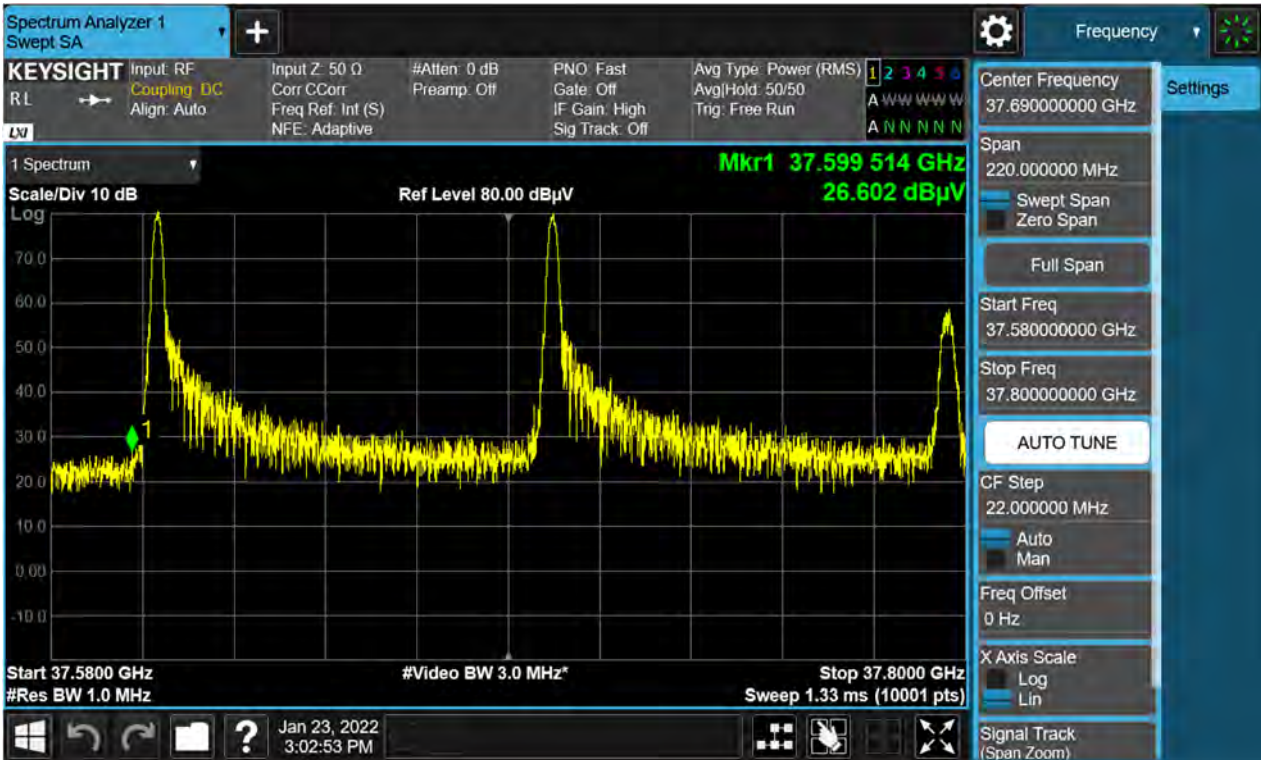 Spectrum Analyzer 1
Swept SA
+
Frequency
KEYSIGHT
R L
LXI
Input: RF
Coupling: DC
Align: Auto
Input Z: 50 Ω
Corr CCorr
Freq Ref: Int (S)
NFE: Adaptive
#Atten: 0 dB
Preamp: Off
PNO: Fast
Gate: Off
IF Gain: High
Sig Track: Off
Avg Type: Power (RMS)
Avg|Hold: 50/50
Trig: Free Run
1 2 3 4 5 6
A W W W W W
A N N N N N
1 Spectrum
Scale/Div 10 dB
Ref Level 80.00 dBµV
Mkr1 37.599 514 GHz
26.602 dBµV
Log
70.0
60.0
50.0
40.0
30.0
20.0
10.0
0.00
-10.0
1
Start 37.5800 GHz
#Res BW 1.0 MHz
#Video BW 3.0 MHz*
Stop 37.8000 GHz
Sweep 1.33 ms (10001 pts)
Center Frequency
37.690000000 GHz
Settings
Span
220.000000 MHz
Swept Span
Zero Span
Full Span
Start Freq
37.580000000 GHz
Stop Freq
37.800000000 GHz
AUTO TUNE
CF Step
22.000000 MHz
Auto
Man
Freq Offset
0 Hz
X Axis Scale
Log
Lin
Signal Track
(Span Zoom)
?
Jan 23, 2022
3:02:53 PM